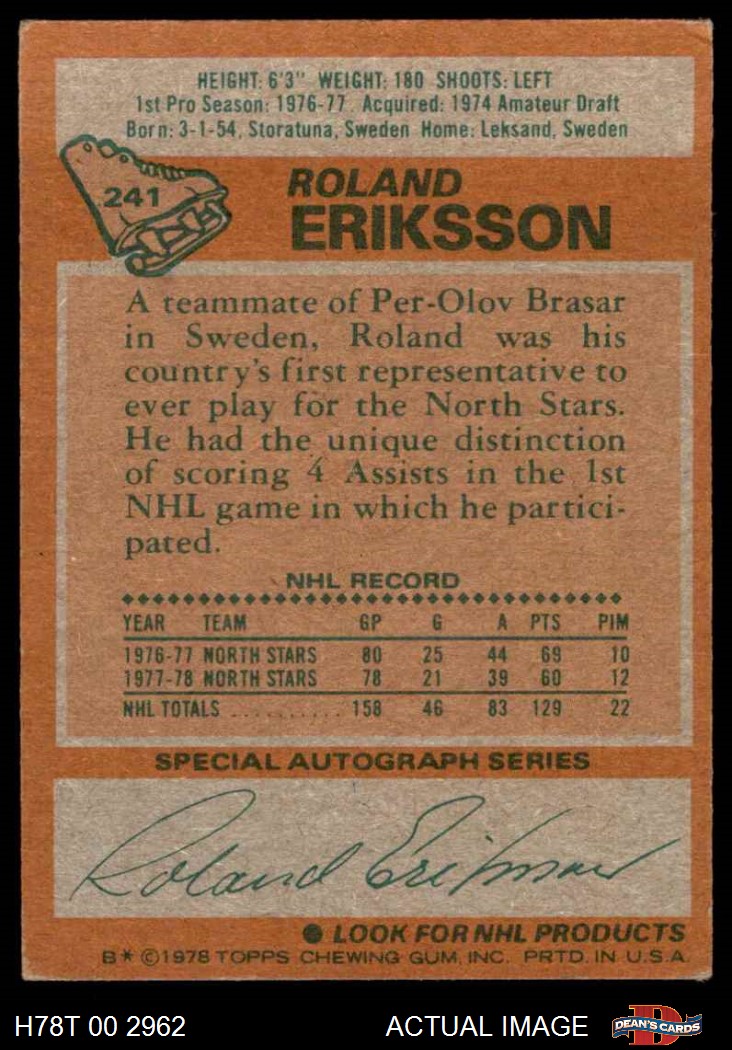 HEIGHT: 6'3" WEIGHT: 180 SHOOTS: LEFT
1st Pro Season: 1976-77 Acquired: 1974 Amateur Draft
Born: 3-1-54, Storatuna, Sweden Home: Leksand, Sweden
241
ROLAND
ERIKSSON
A teammate of Per-Olov Brasar
in Sweden, Roland was his
country's first representative to
ever play for the North Stars.
He had the unique distinction
of scoring 4 Assists in the 1st
NHL game in which he partici-
pated.
NHL RECORD
YEAR TEAM GP G A PTS PIM
1976-77 NORTH STARS 80 25 44 69 10
1977-78 NORTH STARS 78 21 39 60 12
NHL TOTALS .......... 158 46 83 129 22
SPECIAL AUTOGRAPH SERIES
Roland Eriksson
● LOOK FOR NHL PRODUCTS
B* ©1978 TOPPS CHEWING GUM, INC. PRTD. IN U.S.A.
H78T 00 2962 ACTUAL IMAGE D DEAN'S CARDS